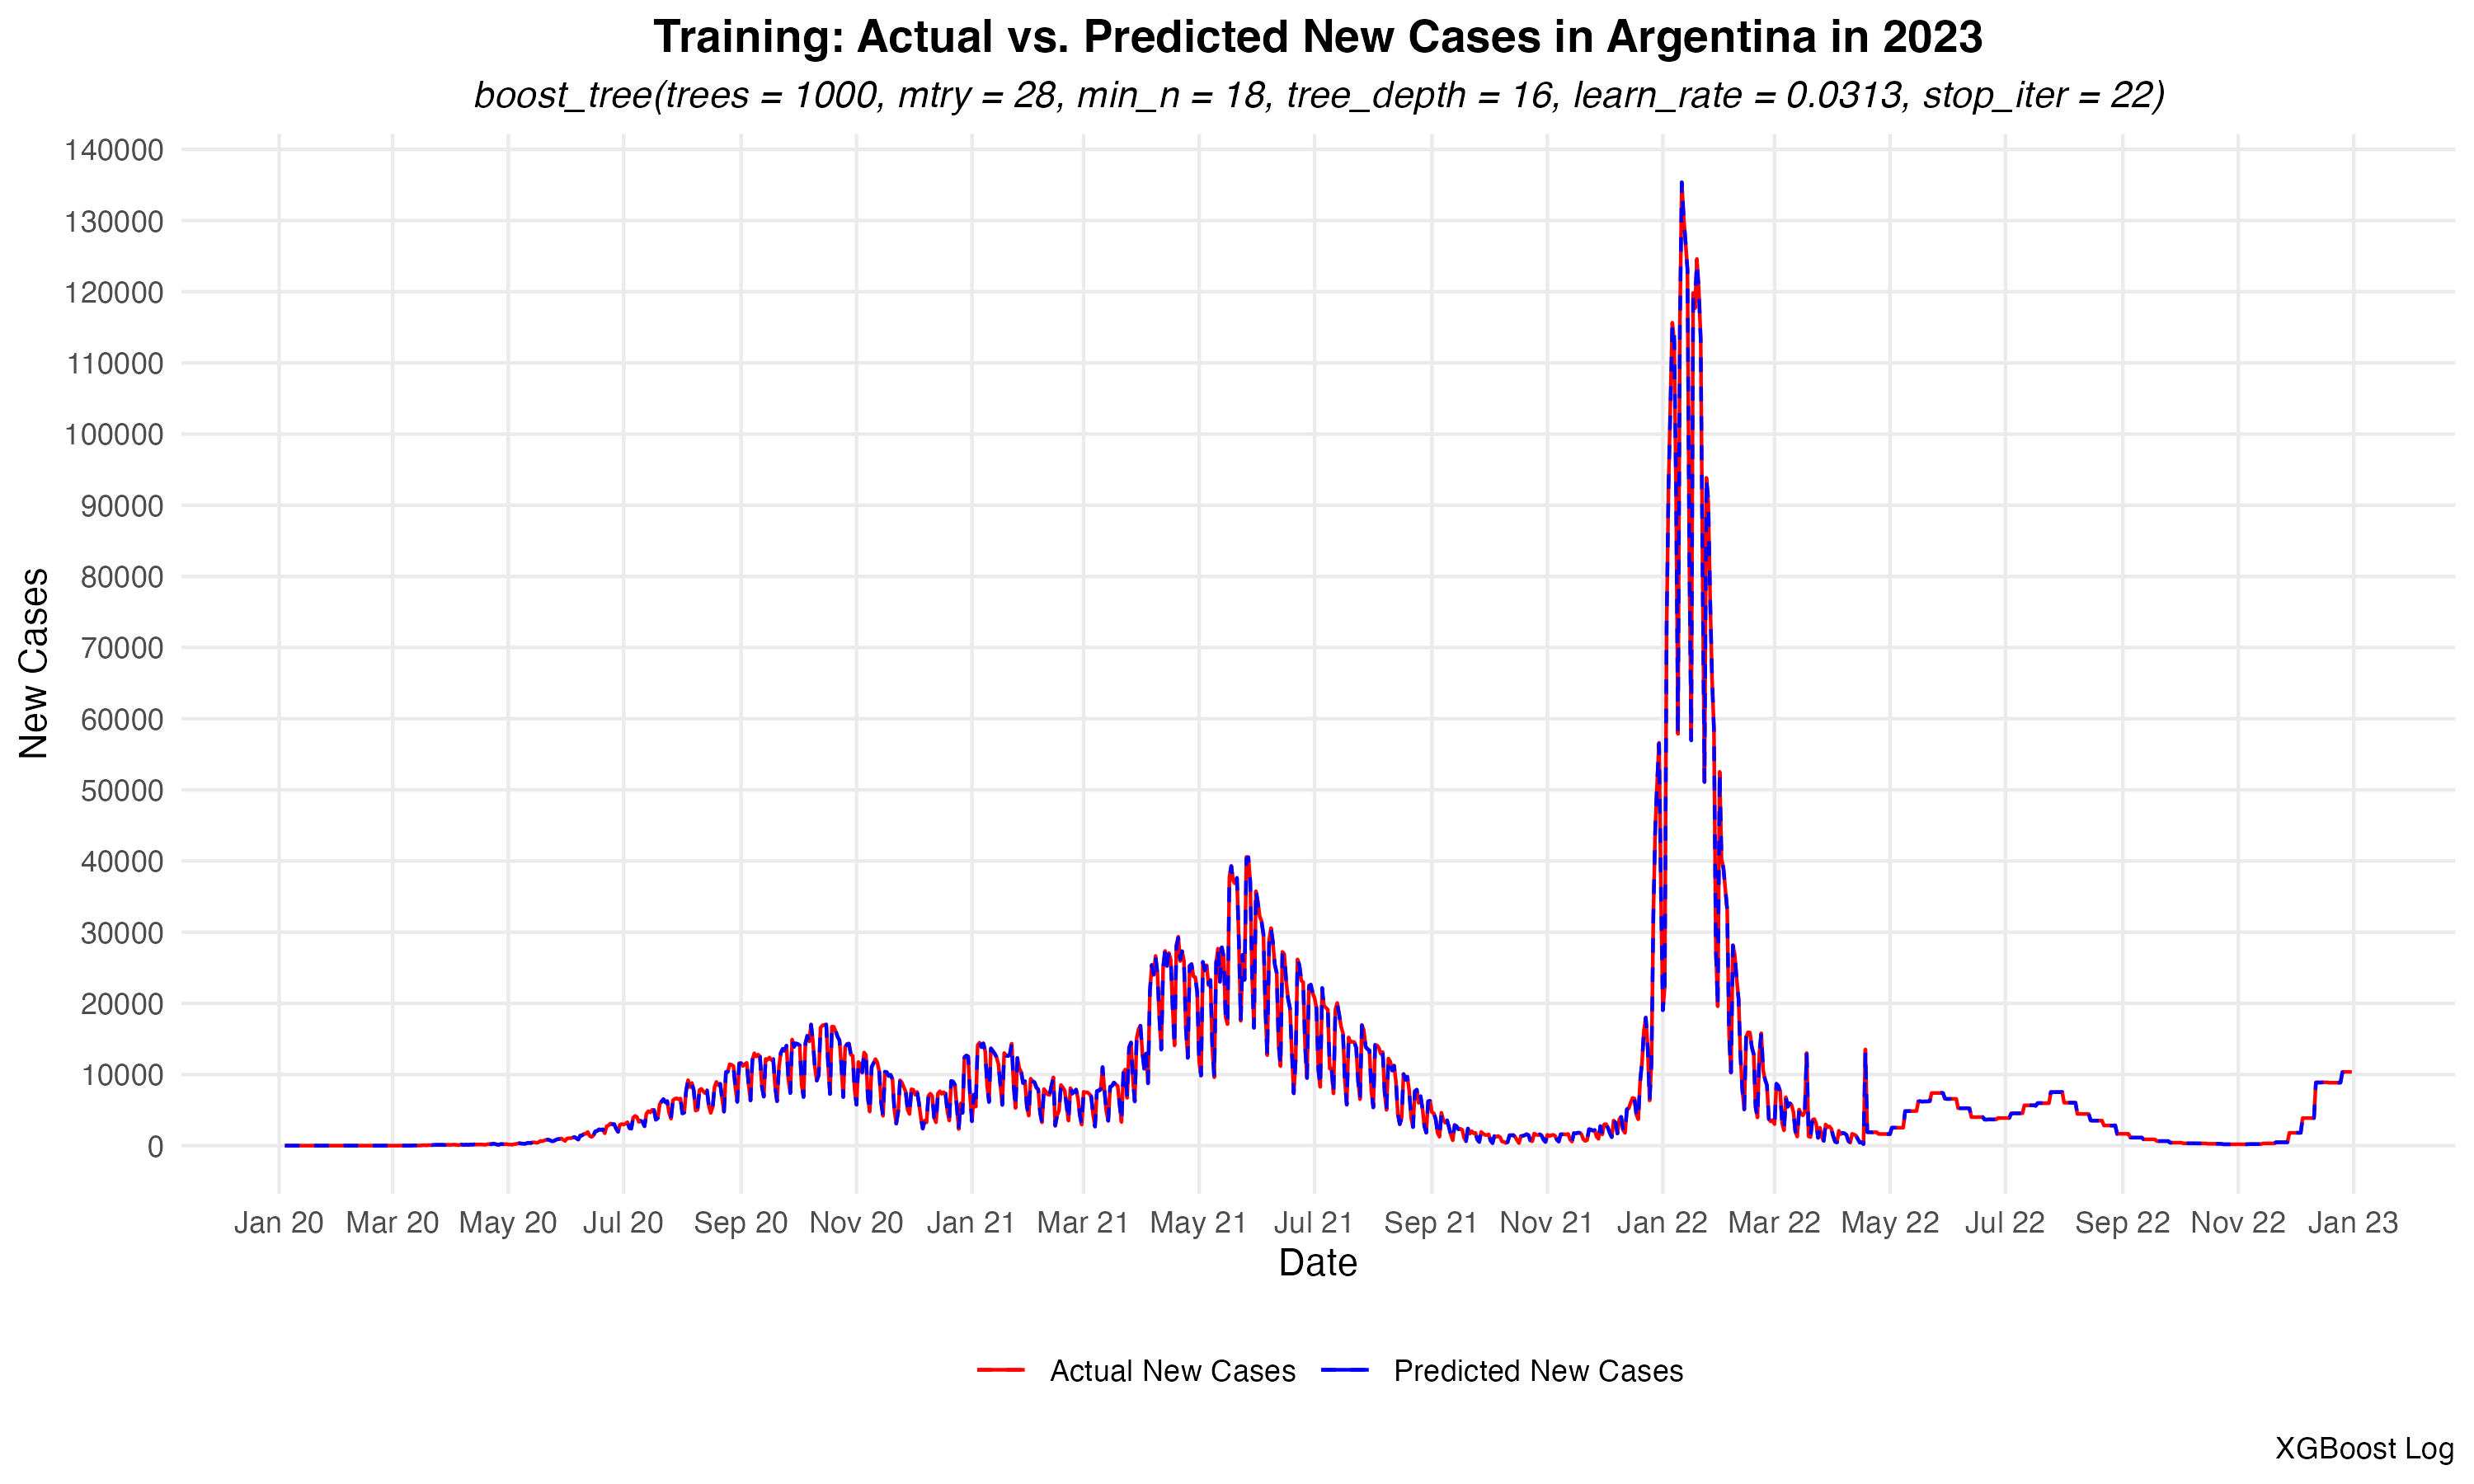 Training: Actual vs. Predicted New Cases in Argentina in 2023
boost_tree(trees = 1000, mtry = 28, min_n = 18, tree_depth = 16, learn_rate = 0.0313, stop_iter = 22)
140000
130000
120000
110000
100000
90000
80000
70000
60000
50000
40000
30000
20000
10000
0
New Cases
Jan 20 Mar 20 May 20 Jul 20 Sep 20 Nov 20 Jan 21 Mar 21 May 21 Jul 21 Sep 21 Nov 21 Jan 22 Mar 22 May 22 Jul 22 Sep 22 Nov 22 Jan 23
Date
Actual New Cases Predicted New Cases
XGBoost Log